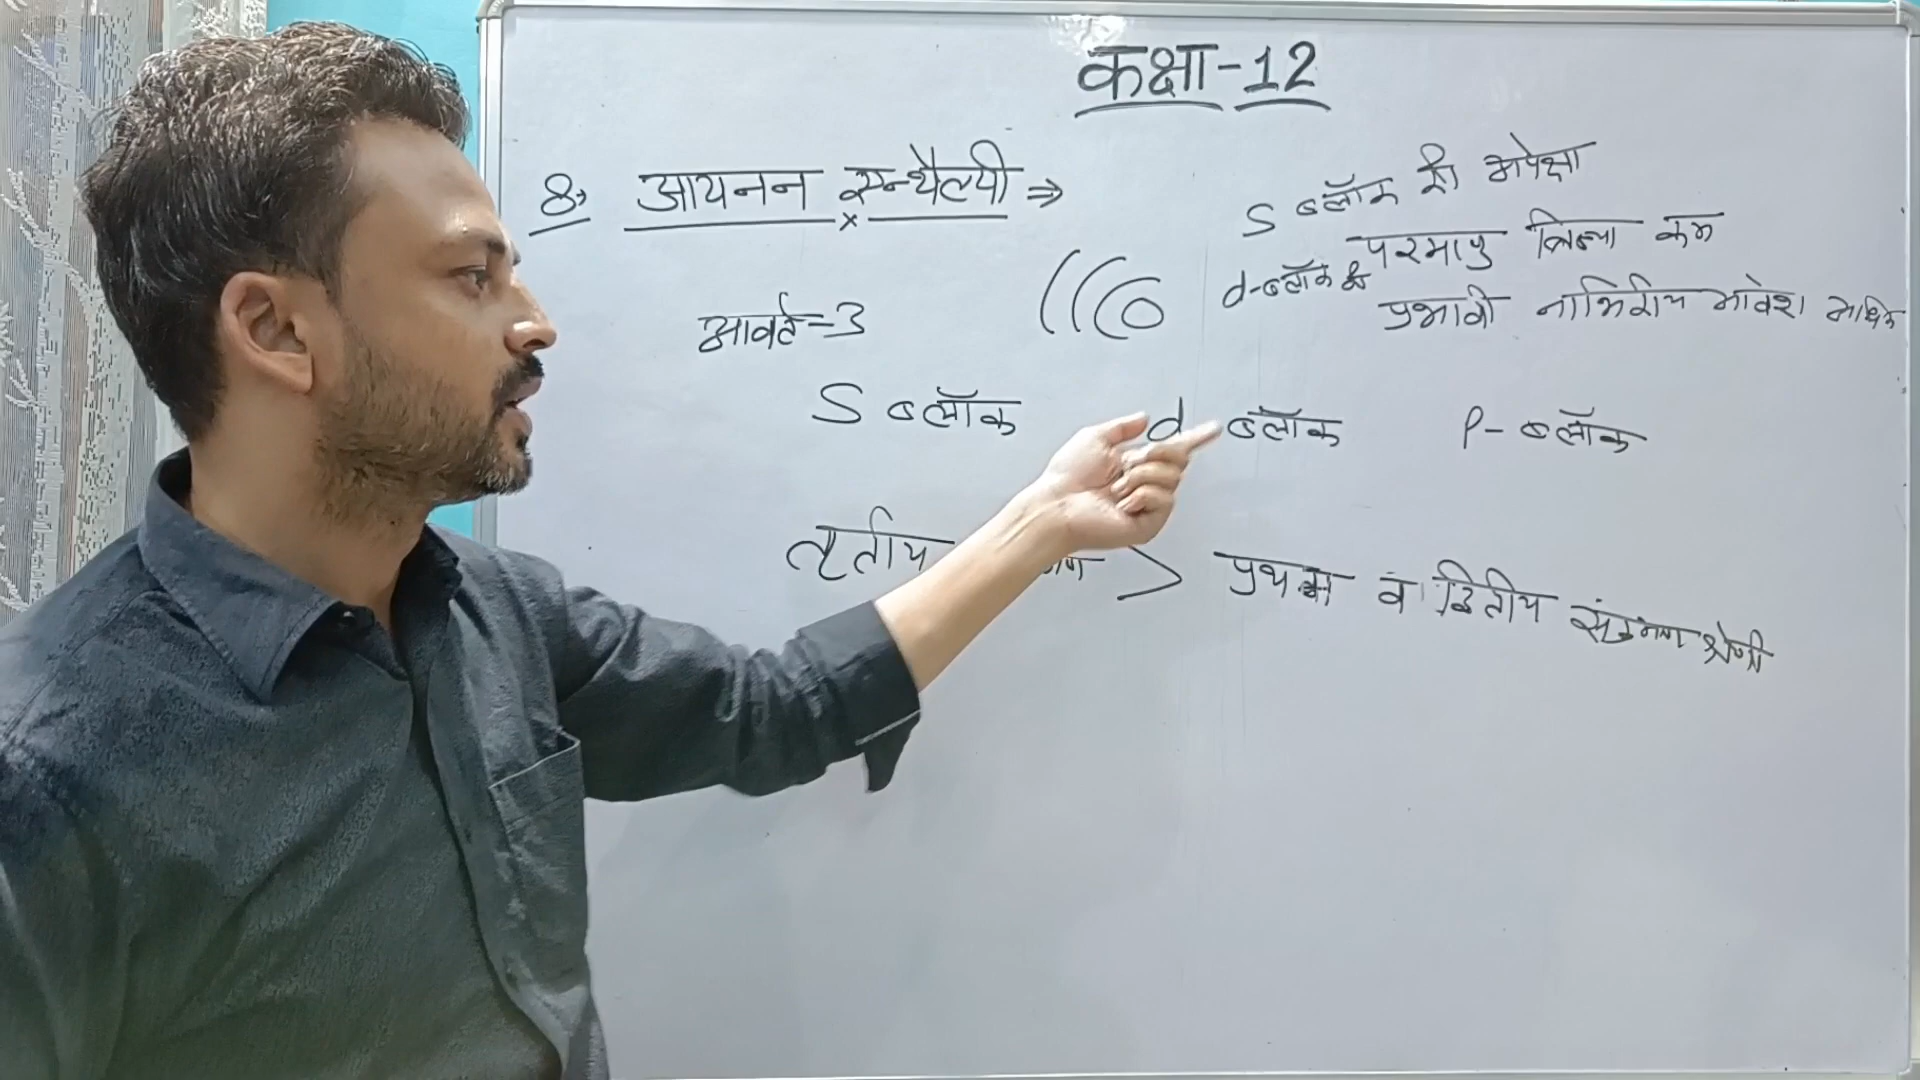 कक्षा-12
8→ आयनन एन्थैल्पी ⇒
S ब्लॉक की अपेक्षा
d-ब्लॉक के परमाणु त्रिज्या कम
प्रभावी नाभिकीय आवेश अधिक
आवर्त-3
S ब्लॉक d-ब्लॉक P-ब्लॉक
तृतीय > प्रथम व द्वितीय संक्रमण श्रेणी